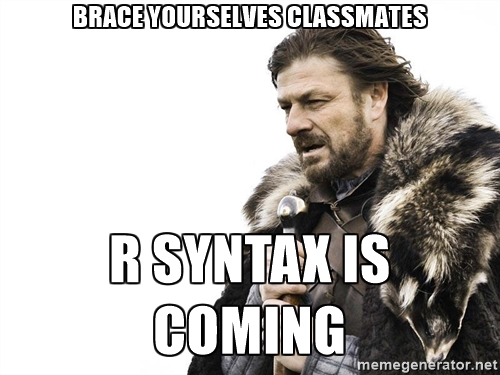 BRACE YOURSELVES CLASSMATES
R SYNTAX IS
COMING
memegenerator.net